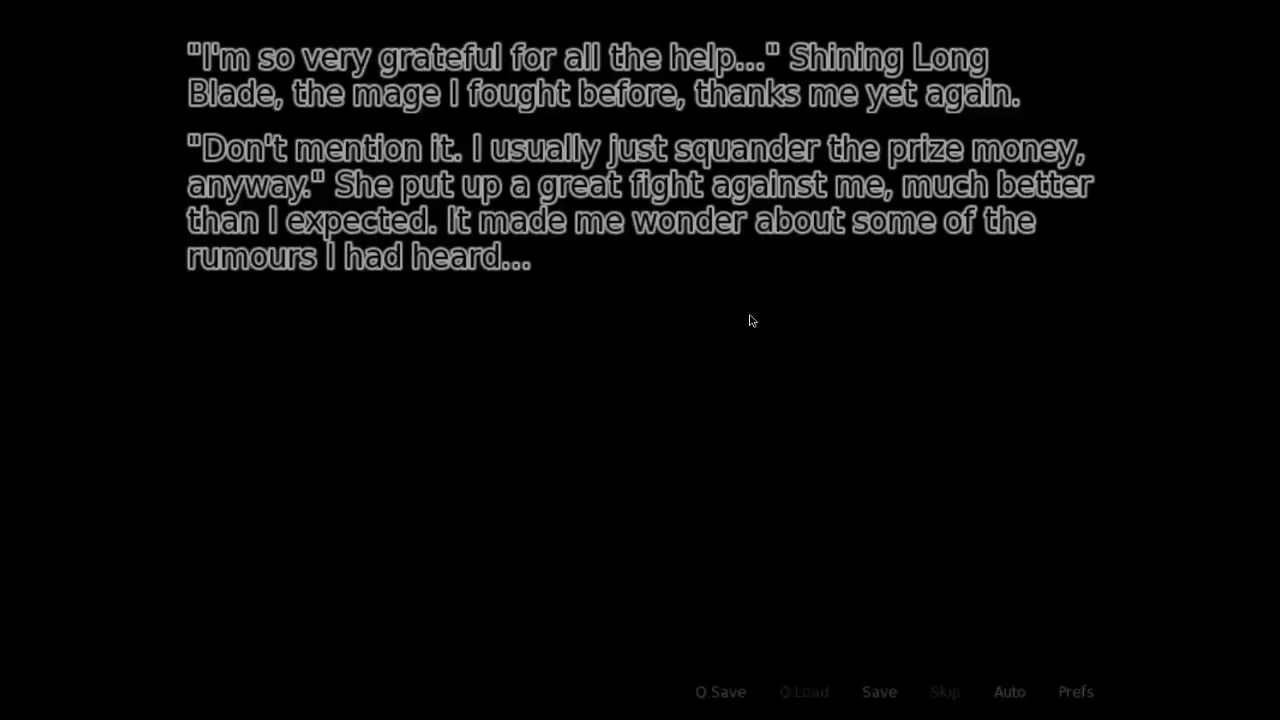 "I'm so very grateful for all the help..." Shining Long
Blade, the mage I fought before, thanks me yet again.
"Don't mention it. I usually just squander the prize money,
anyway." She put up a great fight against me, much better
than I expected. It made me wonder about some of the
rumours I had heard...
Q.Save Q.Load Save Skip Auto Prefs